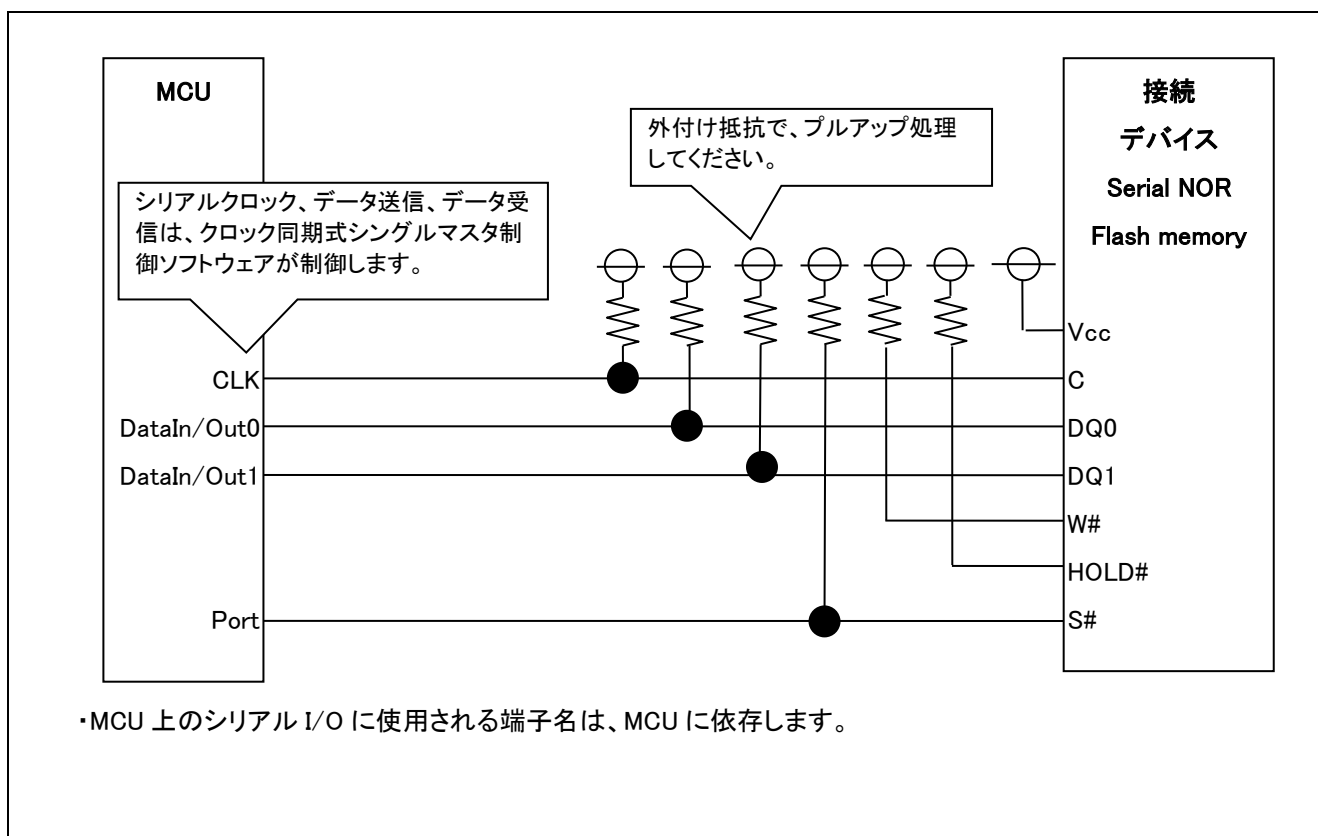 MCU
接続
デバイス
Serial NOR
Flash memory
外付け抵抗で、プルアップ処理
してください。
シリアルクロック、データ送信、データ受
信は、クロック同期式シングルマスタ制
御ソフトウェアが制御します。
Vcc
CLK
C
DataIn/Out0
DQ0
DataIn/Out1
DQ1
W#
HOLD#
Port
S#
・MCU 上のシリアル I/O に使用される端子名は、MCU に依存します。